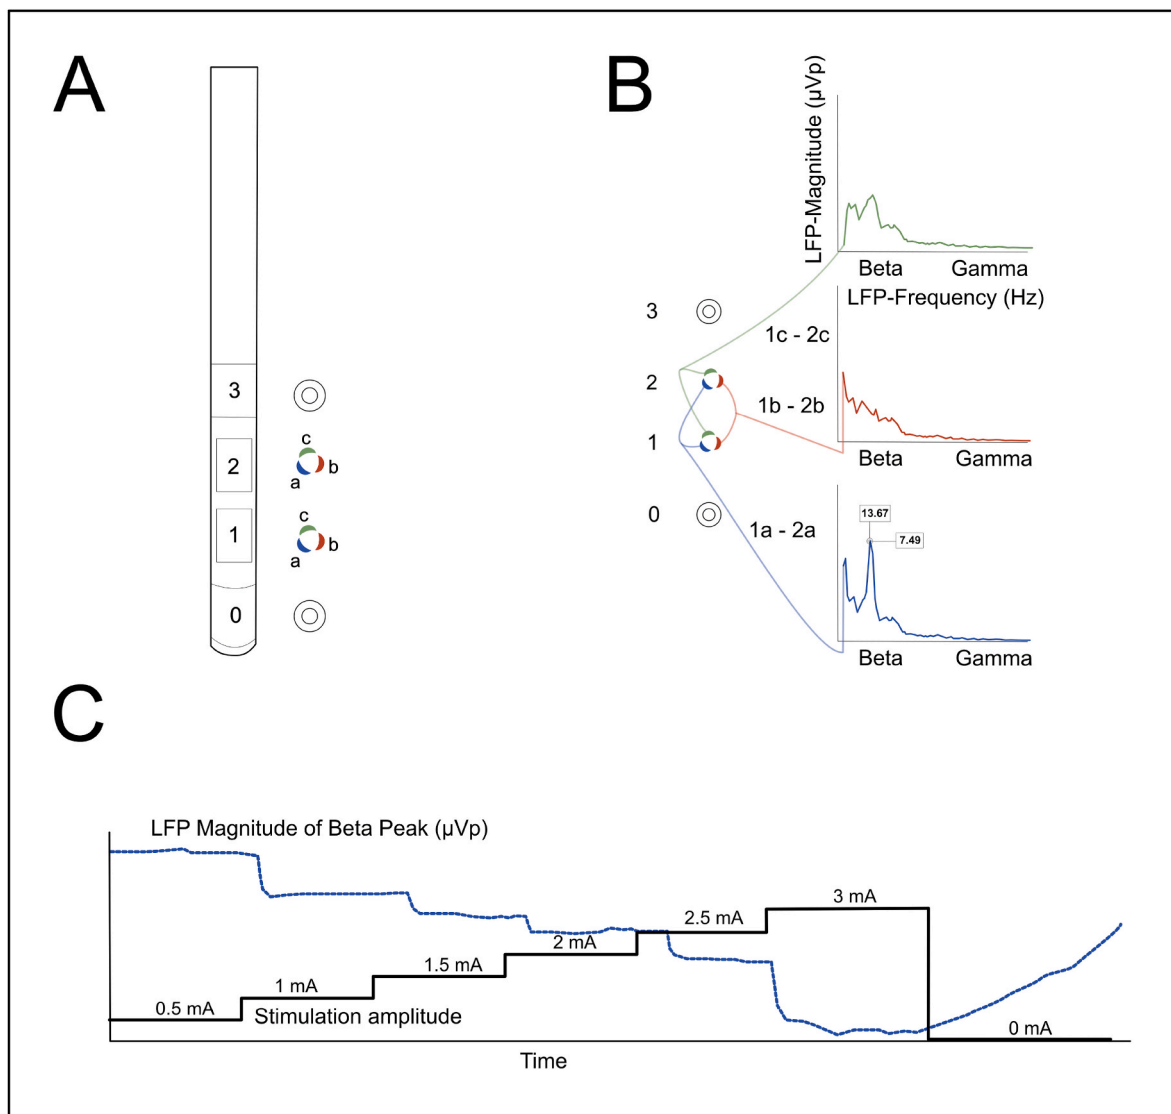 A
3
c
2
b
a
c
1
b
a
0
B
LFP-Magnitude (µVp)
Beta Gamma
LFP-Frequency (Hz)
3
1c - 2c
2
1b - 2b
1
Beta Gamma
0
1a - 2a
13.67
7.49
Beta Gamma
C
LFP Magnitude of Beta Peak (µVp)
3 mA
2.5 mA
2 mA
1.5 mA
1 mA
0.5 mA
Stimulation amplitude
0 mA
Time